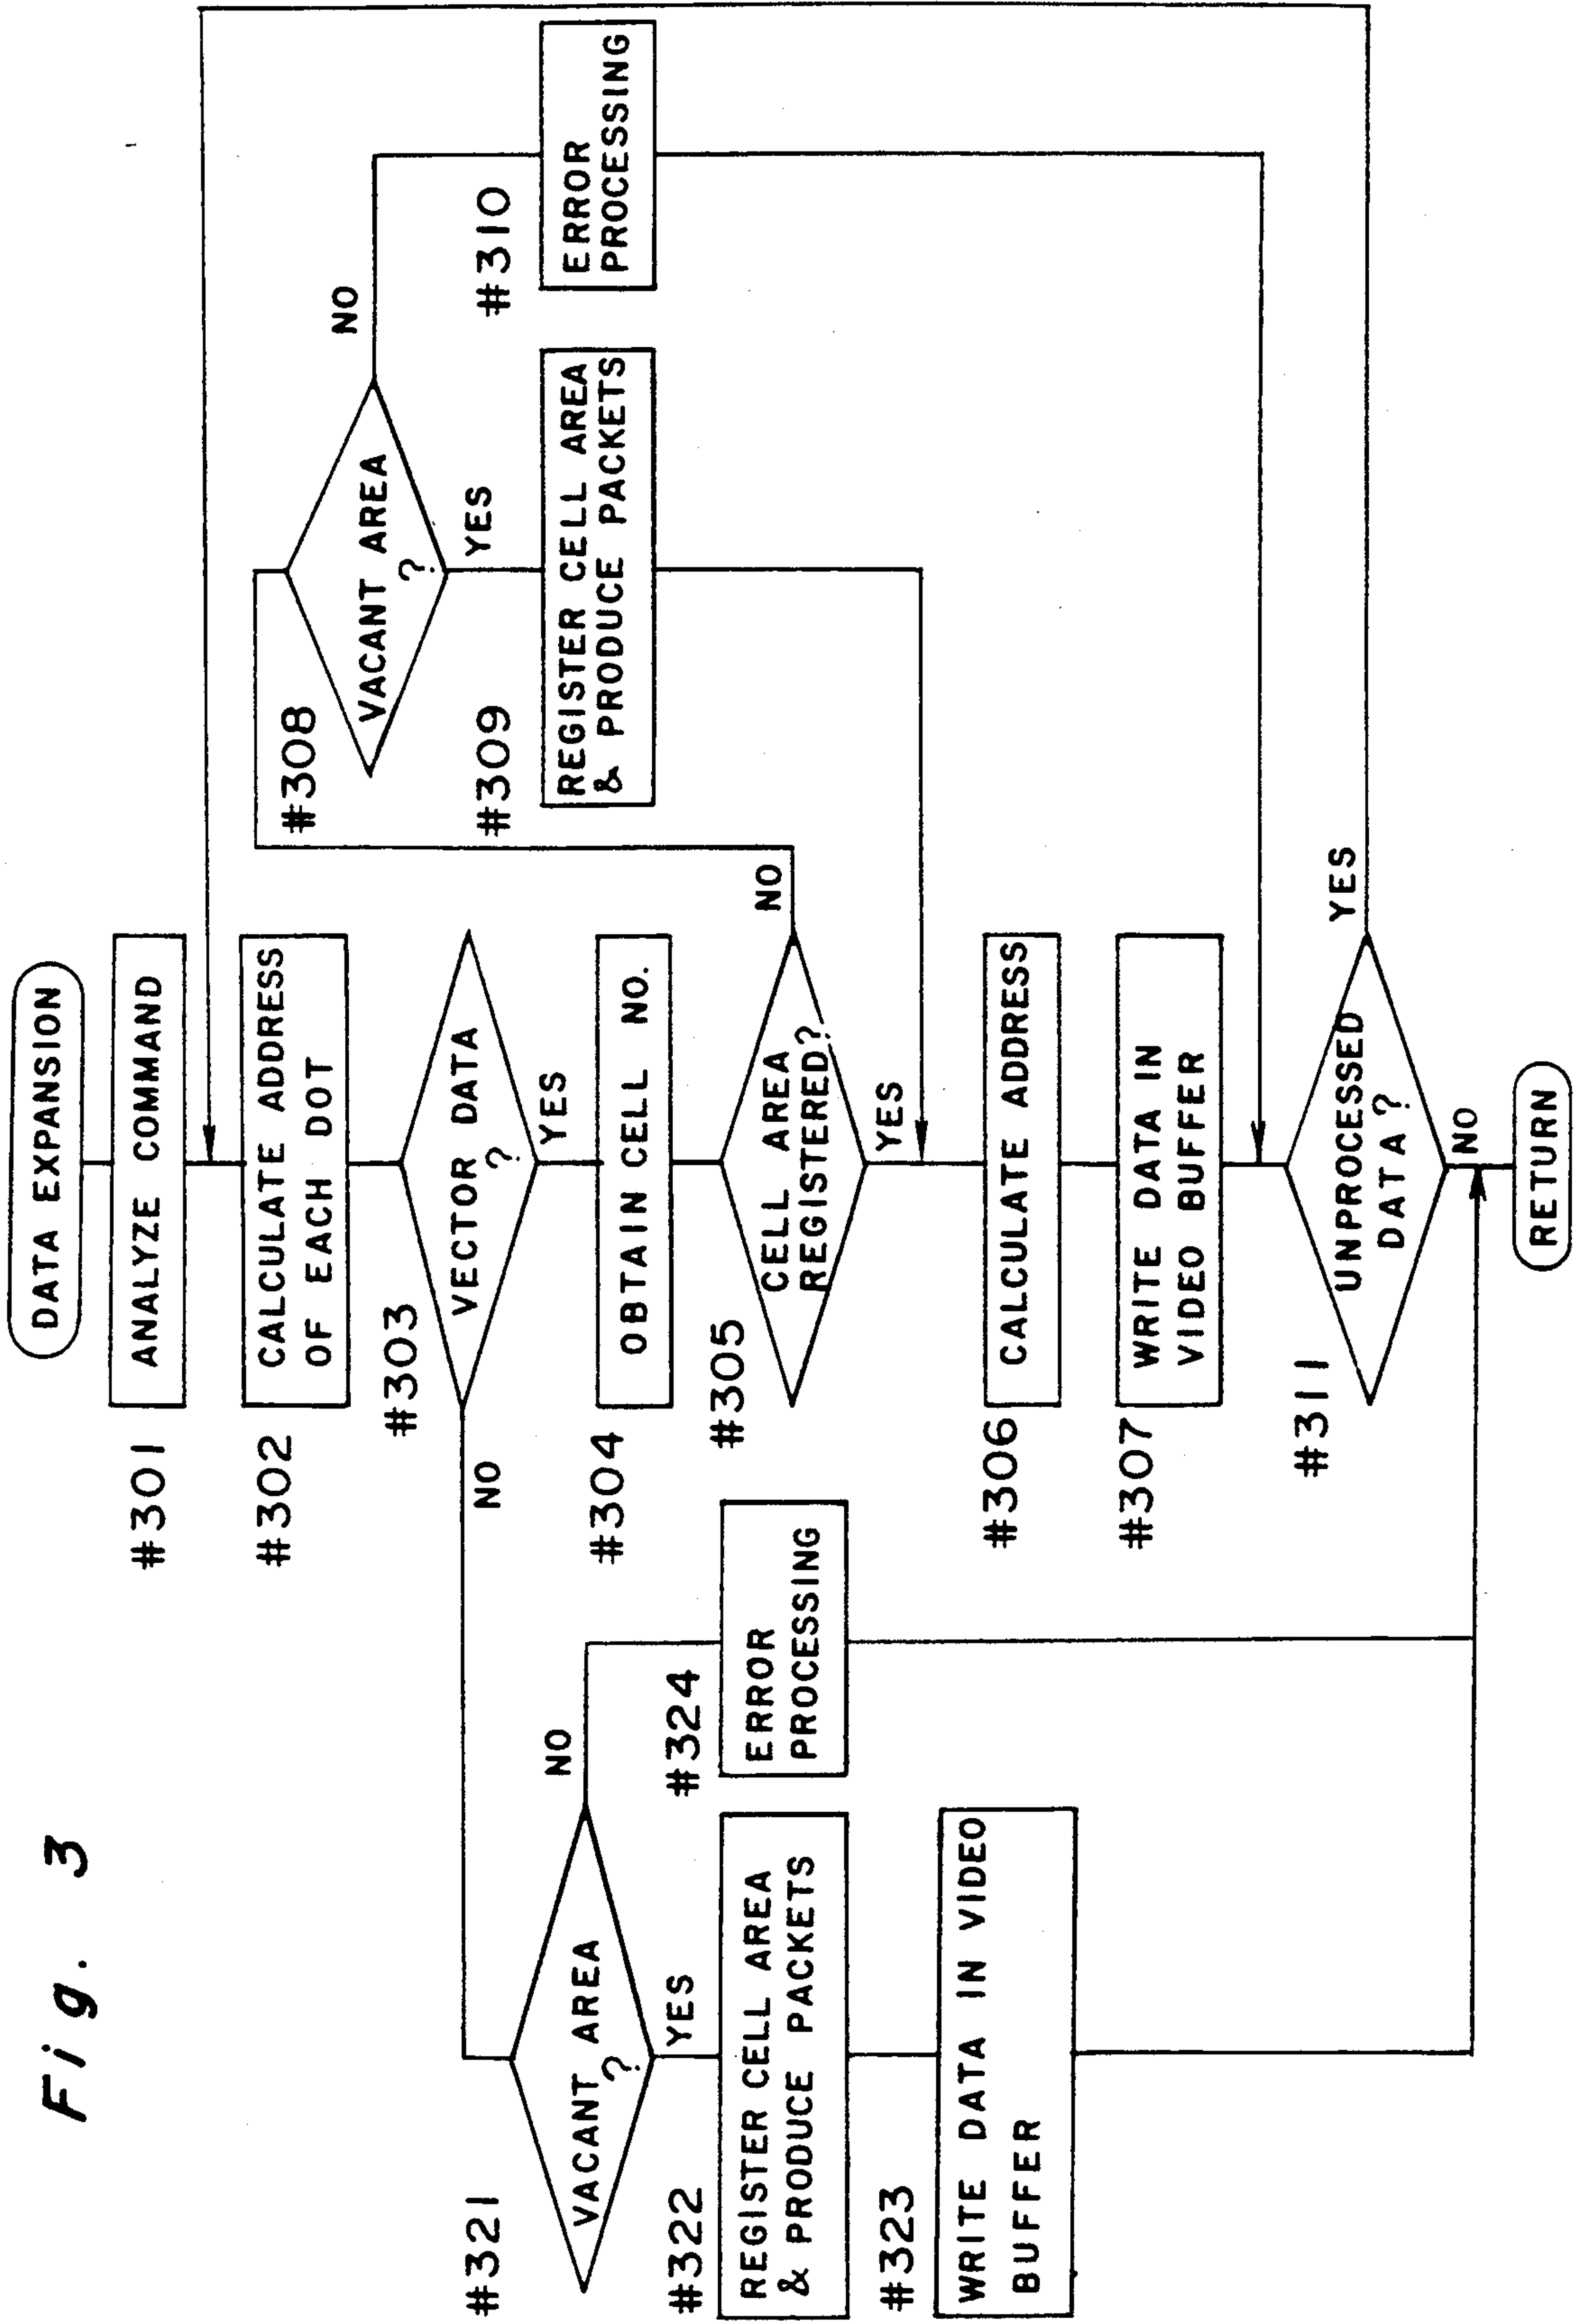 Fig. 3
DATA EXPANSION
#301
ANALYZE COMMAND
#302
CALCULATE ADDRESS
OF EACH DOT
#303
VECTOR DATA
?
NO
YES
#304
OBTAIN CELL NO.
#305
CELL AREA
REGISTERED?
NO
YES
#306
CALCULATE ADDRESS
#307
WRITE DATA IN
VIDEO BUFFER
#308
VACANT AREA
?
NO
YES
#309
REGISTER CELL AREA
& PRODUCE PACKETS
#310
ERROR
PROCESSING
#311
UNPROCESSED
DATA?
YES
NO
#321
VACANT AREA
?
NO
YES
#322
REGISTER CELL AREA
& PRODUCE PACKETS
#323
WRITE DATA IN VIDEO
BUFFER
#324
ERROR
PROCESSING
RETURN